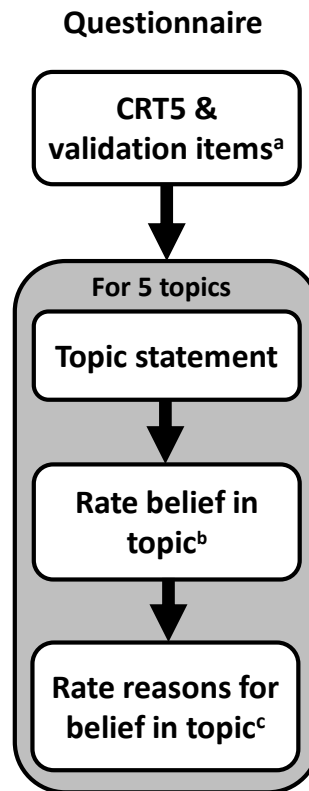 Questionnaire
CRT5 &
validation itemsᵃ
For 5 topics
Topic statement
Rate belief in
topicᵇ
Rate reasons for
belief in topicᶜ